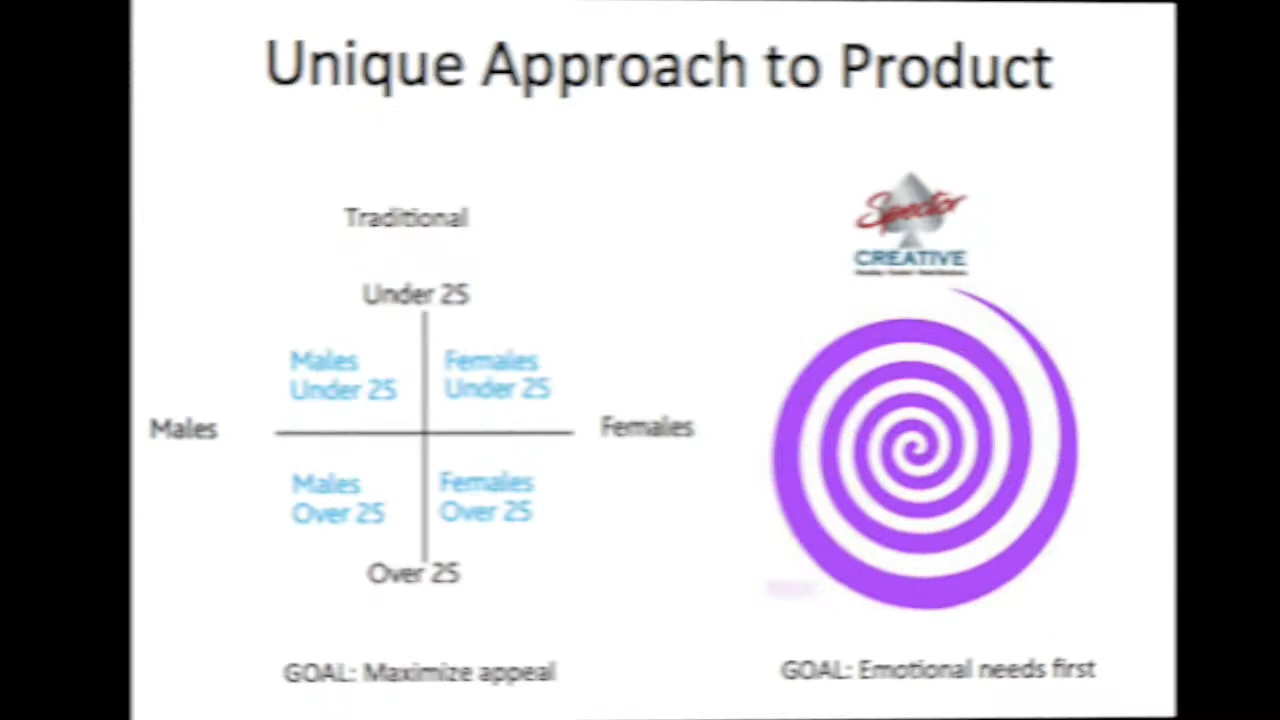 Unique Approach to Product
Traditional
Spector
CREATIVE
Under 25
Males
Under 25
Females
Under 25
Males
Females
Males
Over 25
Females
Over 25
Over 25
GOAL: Maximize appeal
GOAL: Emotional needs first